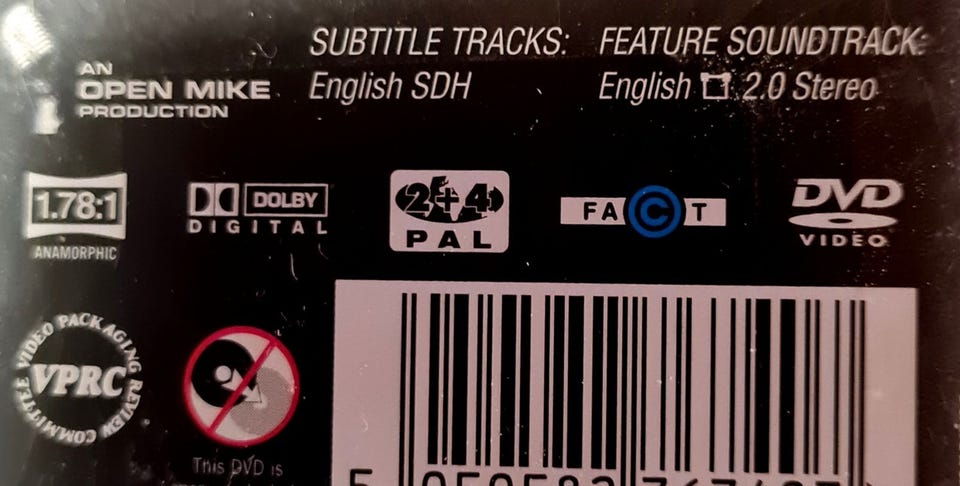 SUBTITLE TRACKS: FEATURE SOUNDTRACK:
English SDH English 2.0 Stereo
AN
OPEN MIKE
PRODUCTION
1.78:1
ANAMORPHIC
DOLBY
DIGITAL
2+4
PAL
FACT
DVD
VIDEO
VIDEO PACKAGING REVIEW COMMITTEE
VPRC
This DVD is